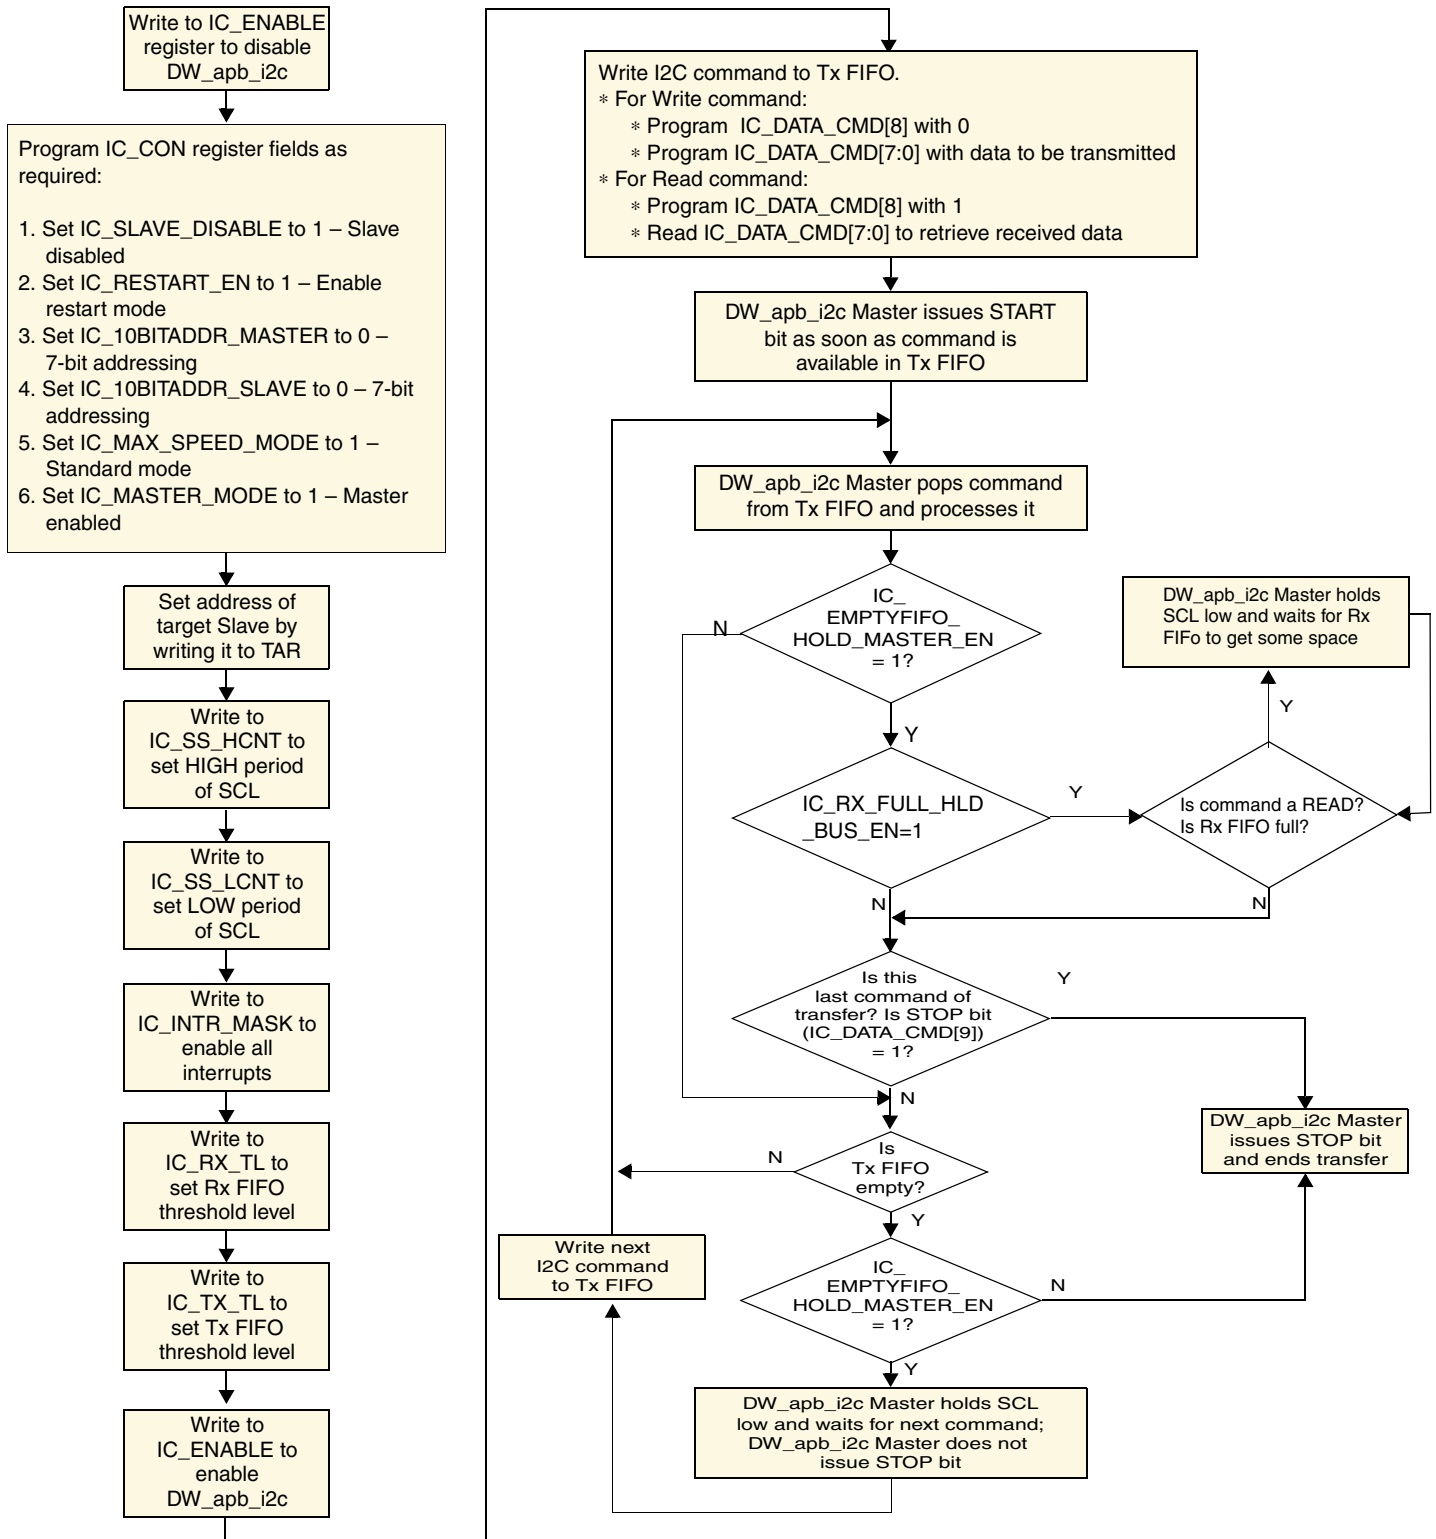 Write to IC_ENABLE
register to disable
DW_apb_i2c
Program IC_CON register fields as
required:
1. Set IC_SLAVE_DISABLE to 1 – Slave
disabled
2. Set IC_RESTART_EN to 1 – Enable
restart mode
3. Set IC_10BITADDR_MASTER to 0 –
7-bit addressing
4. Set IC_10BITADDR_SLAVE to 0 – 7-bit
addressing
5. Set IC_MAX_SPEED_MODE to 1 –
Standard mode
6. Set IC_MASTER_MODE to 1 – Master
enabled
Set address of
target Slave by
writing it to TAR
Write to
IC_SS_HCNT to
set HIGH period
of SCL
Write to
IC_SS_LCNT to
set LOW period
of SCL
Write to
IC_INTR_MASK to
enable all
interrupts
Write to
IC_RX_TL to
set Rx FIFO
threshold level
Write to
IC_TX_TL to
set Tx FIFO
threshold level
Write to
IC_ENABLE to
enable
DW_apb_i2c
Write I2C command to Tx FIFO.
* For Write command:
* Program IC_DATA_CMD[8] with 0
* Program IC_DATA_CMD[7:0] with data to be transmitted
* For Read command:
* Program IC_DATA_CMD[8] with 1
* Read IC_DATA_CMD[7:0] to retrieve received data
DW_apb_i2c Master issues START
bit as soon as command is
available in Tx FIFO
DW_apb_i2c Master pops command
from Tx FIFO and processes it
IC_
EMPTYFIFO_
HOLD_MASTER_EN
= 1?
N
Y
DW_apb_i2c Master holds
SCL low and waits for Rx
FIFo to get some space
Y
IC_RX_FULL_HLD
_BUS_EN=1
Y
Is command a READ?
Is Rx FIFO full?
N
N
Is this
last command of
transfer? Is STOP bit
(IC_DATA_CMD[9])
= 1?
Y
N
DW_apb_i2c Master
issues STOP bit
and ends transfer
Is
Tx FIFO
empty?
N
Y
Write next
I2C command
to Tx FIFO
IC_
EMPTYFIFO_
HOLD_MASTER_EN
= 1?
N
Y
DW_apb_i2c Master holds SCL
low and waits for next command;
DW_apb_i2c Master does not
issue STOP bit